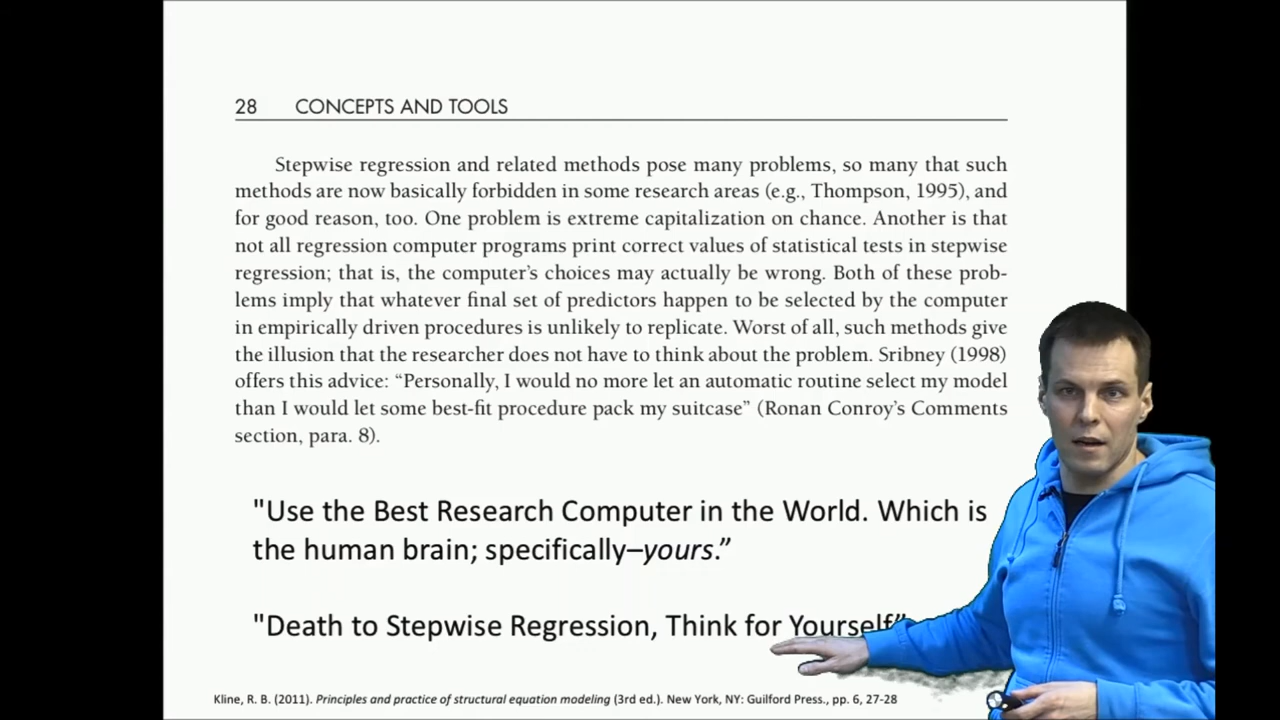 28 CONCEPTS AND TOOLS
Stepwise regression and related methods pose many problems, so many that such
methods are now basically forbidden in some research areas (e.g., Thompson, 1995), and
for good reason, too. One problem is extreme capitalization on chance. Another is that
not all regression computer programs print correct values of statistical tests in stepwise
regression; that is, the computer's choices may actually be wrong. Both of these prob-
lems imply that whatever final set of predictors happen to be selected by the computer
in empirically driven procedures is unlikely to replicate. Worst of all, such methods give
the illusion that the researcher does not have to think about the problem. Sribney (1998)
offers this advice: “Personally, I would no more let an automatic routine select my model
than I would let some best-fit procedure pack my suitcase” (Ronan Conroy's Comments
section, para. 8).
"Use the Best Research Computer in the World. Which is
the human brain; specifically–yours.”
"Death to Stepwise Regression, Think for Yourself”
Kline, R. B. (2011). Principles and practice of structural equation modeling (3rd ed.). New York, NY: Guilford Press., pp. 6, 27-28